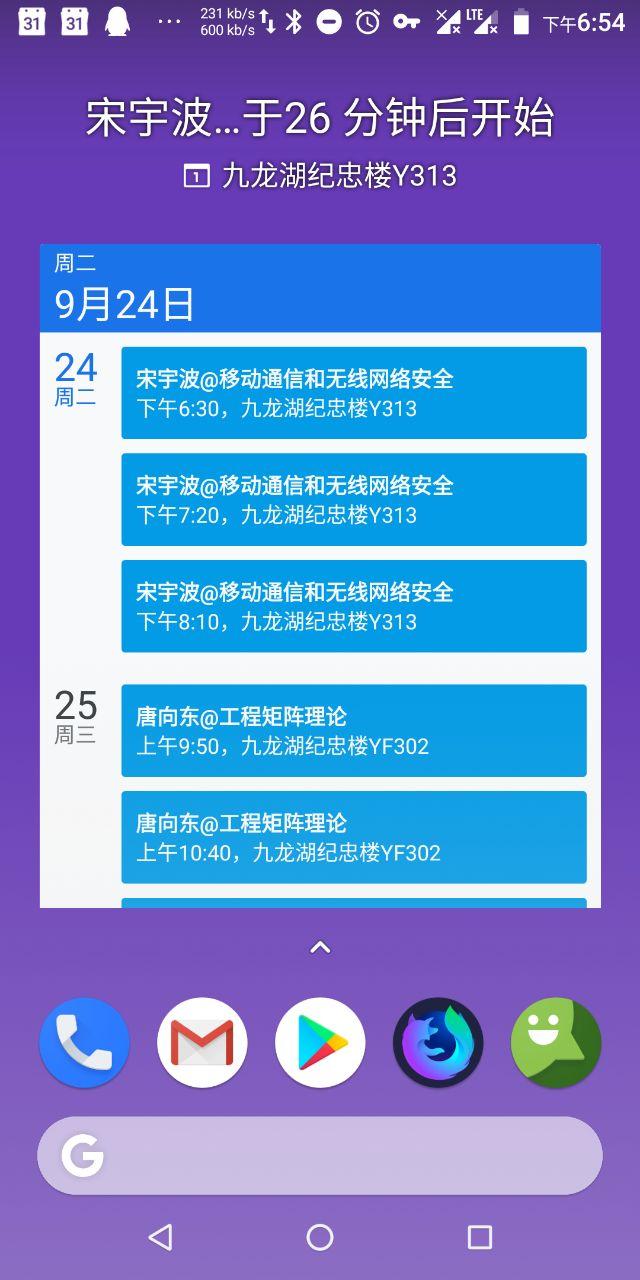 31 31 ... 231 kb/s LTE 下午6:54
600 kb/s
宋宇波...于26 分钟后开始
1 九龙湖纪忠楼Y313
周二
9月24日
24
周二
宋宇波@移动通信和无线网络安全
下午6:30，九龙湖纪忠楼Y313
宋宇波@移动通信和无线网络安全
下午7:20，九龙湖纪忠楼Y313
宋宇波@移动通信和无线网络安全
下午8:10，九龙湖纪忠楼Y313
25
周三
唐向东@工程矩阵理论
上午9:50，九龙湖纪忠楼YF302
唐向东@工程矩阵理论
上午10:40，九龙湖纪忠楼YF302
G